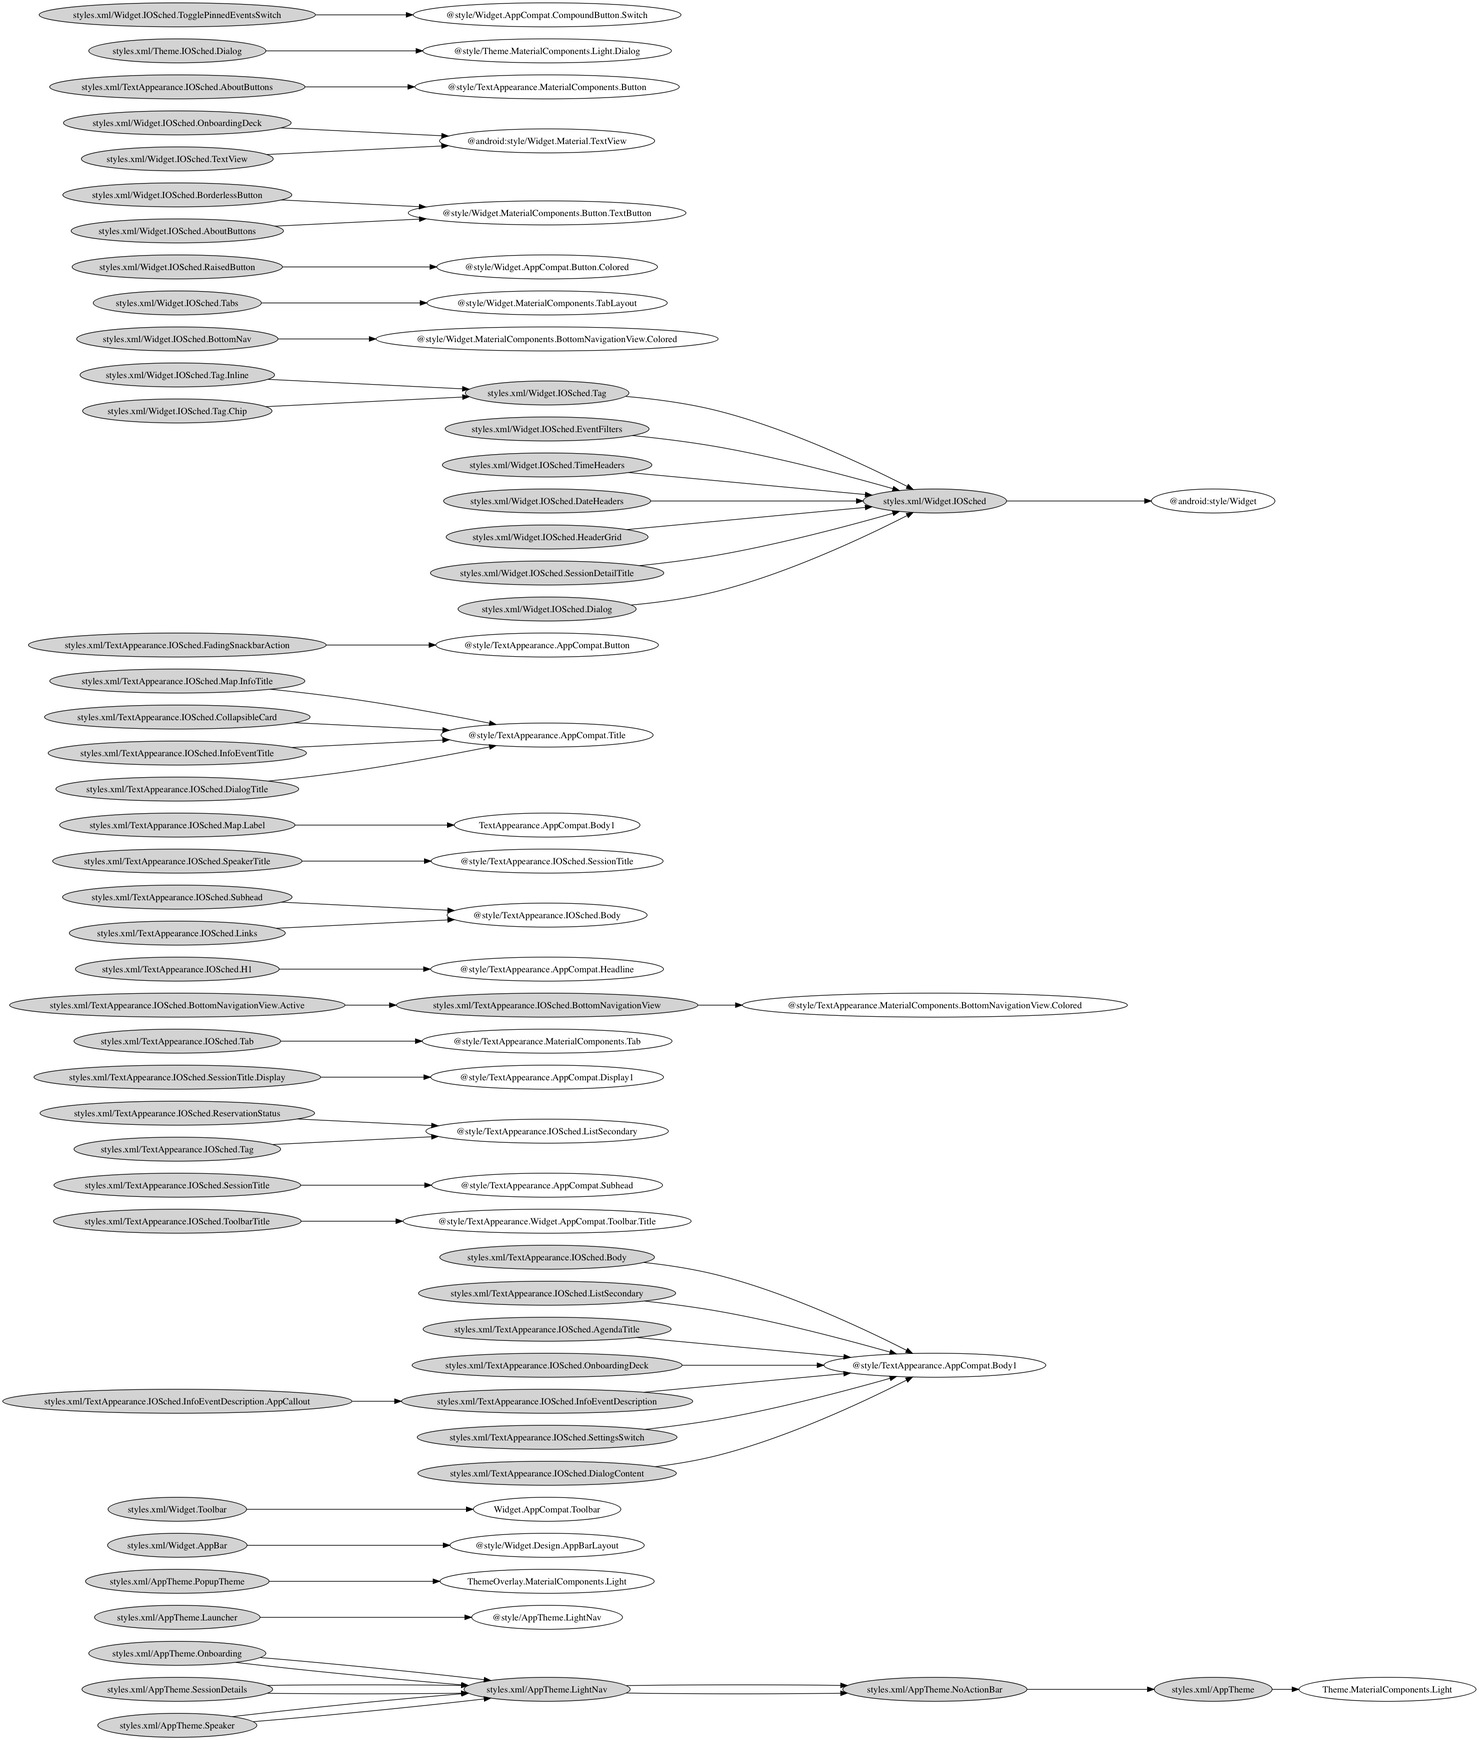 styles.xml/Widget.IOSched.TogglePinnedEventsSwitch
@style/Widget.AppCompat.CompoundButton.Switch
styles.xml/Theme.IOSched.Dialog
@style/Theme.MaterialComponents.Light.Dialog
styles.xml/TextAppearance.IOSched.AboutButtons
@style/TextAppearance.MaterialComponents.Button
styles.xml/Widget.IOSched.OnboardingDeck
@android:style/Widget.Material.TextView
styles.xml/Widget.IOSched.TextView
styles.xml/Widget.IOSched.BorderlessButton
@style/Widget.MaterialComponents.Button.TextButton
styles.xml/Widget.IOSched.AboutButtons
styles.xml/Widget.IOSched.RaisedButton
@style/Widget.AppCompat.Button.Colored
styles.xml/Widget.IOSched.Tabs
@style/Widget.MaterialComponents.TabLayout
styles.xml/Widget.IOSched.BottomNav
@style/Widget.MaterialComponents.BottomNavigationView.Colored
styles.xml/Widget.IOSched.Tag.Inline
styles.xml/Widget.IOSched.Tag
styles.xml/Widget.IOSched.Tag.Chip
styles.xml/Widget.IOSched.EventFilters
styles.xml/Widget.IOSched.TimeHeaders
styles.xml/Widget.IOSched.DateHeaders
styles.xml/Widget.IOSched
@android:style/Widget
styles.xml/Widget.IOSched.HeaderGrid
styles.xml/Widget.IOSched.SessionDetailTitle
styles.xml/Widget.IOSched.Dialog
styles.xml/TextAppearance.IOSched.FadingSnackbarAction
@style/TextAppearance.AppCompat.Button
styles.xml/TextAppearance.IOSched.Map.InfoTitle
styles.xml/TextAppearance.IOSched.CollapsibleCard
@style/TextAppearance.AppCompat.Title
styles.xml/TextAppearance.IOSched.InfoEventTitle
styles.xml/TextAppearance.IOSched.DialogTitle
styles.xml/TextApparance.IOSched.Map.Label
TextAppearance.AppCompat.Body1
styles.xml/TextAppearance.IOSched.SpeakerTitle
@style/TextAppearance.IOSched.SessionTitle
styles.xml/TextAppearance.IOSched.Subhead
@style/TextAppearance.IOSched.Body
styles.xml/TextAppearance.IOSched.Links
styles.xml/TextAppearance.IOSched.H1
@style/TextAppearance.AppCompat.Headline
styles.xml/TextAppearance.IOSched.BottomNavigationView.Active
styles.xml/TextAppearance.IOSched.BottomNavigationView
@style/TextAppearance.MaterialComponents.BottomNavigationView.Colored
styles.xml/TextAppearance.IOSched.Tab
@style/TextAppearance.MaterialComponents.Tab
styles.xml/TextAppearance.IOSched.SessionTitle.Display
@style/TextAppearance.AppCompat.Display1
styles.xml/TextAppearance.IOSched.ReservationStatus
@style/TextAppearance.IOSched.ListSecondary
styles.xml/TextAppearance.IOSched.Tag
styles.xml/TextAppearance.IOSched.SessionTitle
@style/TextAppearance.AppCompat.Subhead
styles.xml/TextAppearance.IOSched.ToolbarTitle
@style/TextAppearance.Widget.AppCompat.Toolbar.Title
styles.xml/TextAppearance.IOSched.Body
styles.xml/TextAppearance.IOSched.ListSecondary
styles.xml/TextAppearance.IOSched.AgendaTitle
styles.xml/TextAppearance.IOSched.OnboardingDeck
@style/TextAppearance.AppCompat.Body1
styles.xml/TextAppearance.IOSched.InfoEventDescription.AppCallout
styles.xml/TextAppearance.IOSched.InfoEventDescription
styles.xml/TextAppearance.IOSched.SettingsSwitch
styles.xml/TextAppearance.IOSched.DialogContent
styles.xml/Widget.Toolbar
Widget.AppCompat.Toolbar
styles.xml/Widget.AppBar
@style/Widget.Design.AppBarLayout
styles.xml/AppTheme.PopupTheme
ThemeOverlay.MaterialComponents.Light
styles.xml/AppTheme.Launcher
@style/AppTheme.LightNav
styles.xml/AppTheme.Onboarding
styles.xml/AppTheme.SessionDetails
styles.xml/AppTheme.LightNav
styles.xml/AppTheme.NoActionBar
styles.xml/AppTheme
Theme.MaterialComponents.Light
styles.xml/AppTheme.Speaker